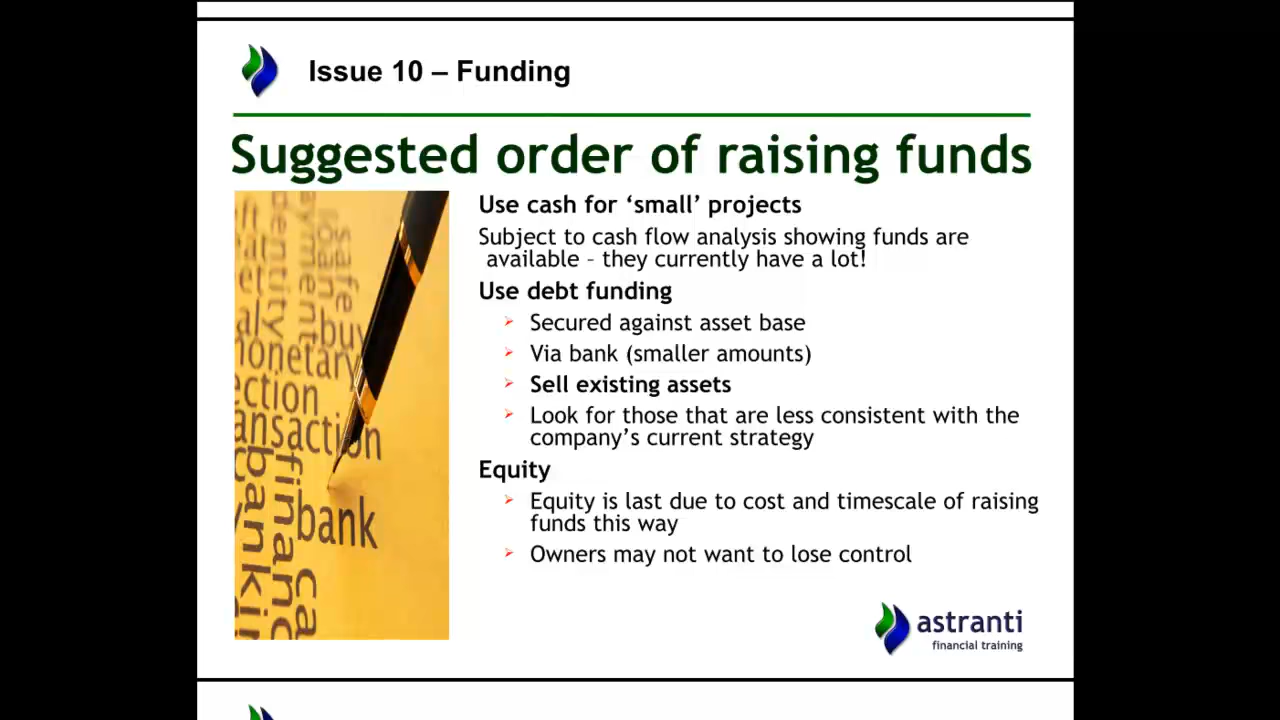 Issue 10 – Funding
Suggested order of raising funds
Use cash for ‘small’ projects
Subject to cash flow analysis showing funds are
available – they currently have a lot!
Use debt funding
Secured against asset base
Via bank (smaller amounts)
Sell existing assets
Look for those that are less consistent with the
company’s current strategy
Equity
Equity is last due to cost and timescale of raising
funds this way
Owners may not want to lose control
safe
buy
monetary
bank
astranti
financial training